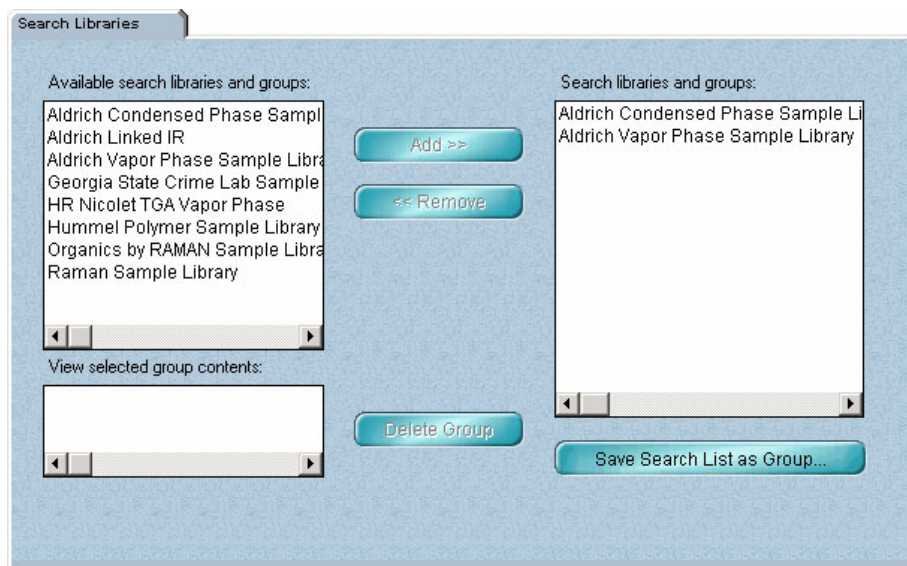 Search Libraries
Available search libraries and groups:
Aldrich Condensed Phase Sampl
Aldrich Linked IR
Aldrich Vapor Phase Sample Libra
Georgia State Crime Lab Sample
HR Nicolet TGA Vapor Phase
Hummel Polymer Sample Library
Organics by RAMAN Sample Libra
Raman Sample Library
View selected group contents:
Add >>
<< Remove
Delete Group
Search libraries and groups:
Aldrich Condensed Phase Sample Li
Aldrich Vapor Phase Sample Library
Save Search List as Group...